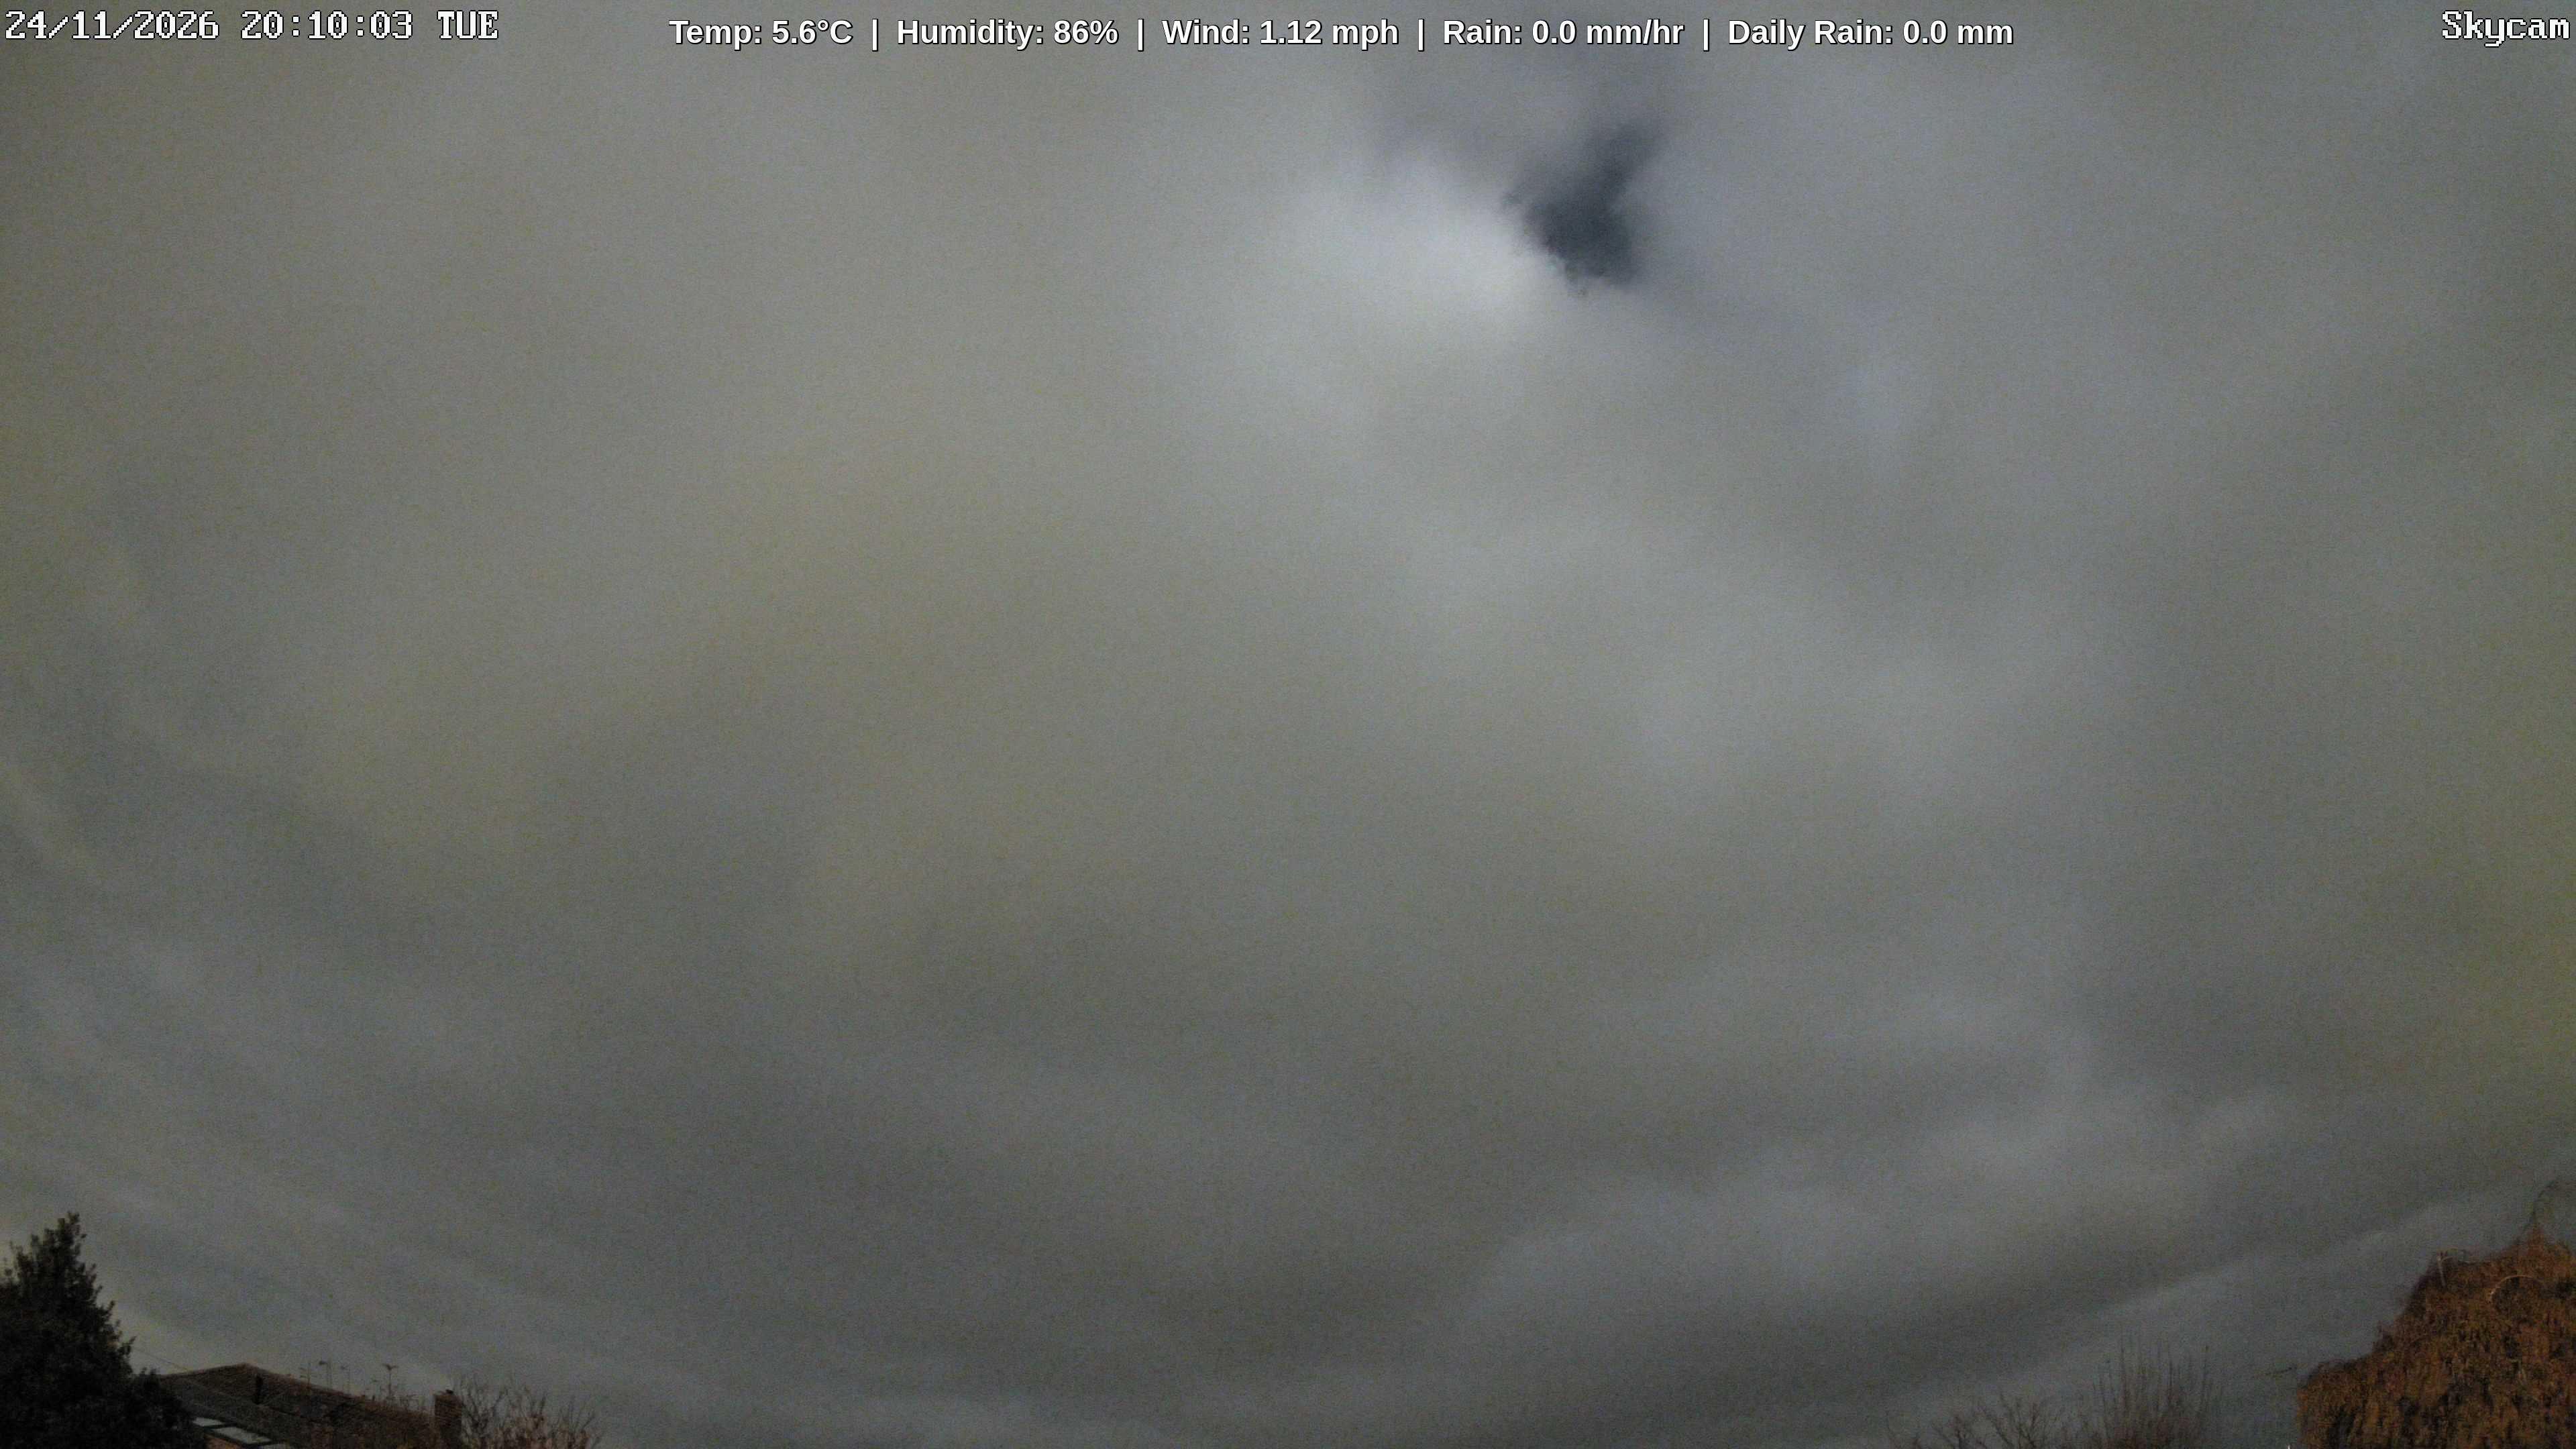 24/11/2026 20:10:03 TUE
Temp: 5.6°C | Humidity: 86% | Wind: 1.12 mph | Rain: 0.0 mm/hr | Daily Rain: 0.0 mm
Skycam